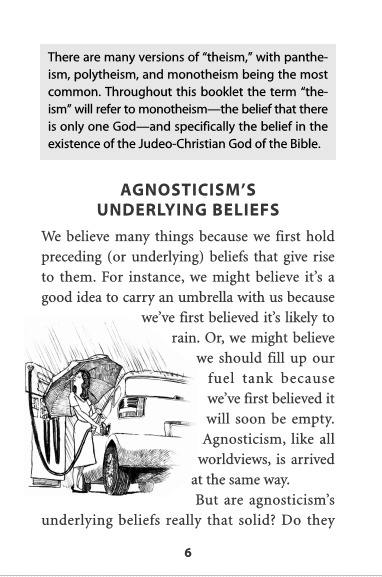 There are many versions of “theism,” with panthe-
ism, polytheism, and monotheism being the most
common. Throughout this booklet the term “the-
ism” will refer to monotheism—the belief that there
is only one God—and specifically the belief in the
existence of the Judeo-Christian God of the Bible.
AGNOSTICISM’S
UNDERLYING BELIEFS
We believe many things because we first hold
preceding (or underlying) beliefs that give rise
to them. For instance, we might believe it’s a
good idea to carry an umbrella with us because
we’ve first believed it’s likely to
rain. Or, we might believe
we should fill up our
fuel tank because
we’ve first believed it
will soon be empty.
Agnosticism, like all
worldviews, is arrived
at the same way.
But are agnosticism’s
underlying beliefs really that solid? Do they
6